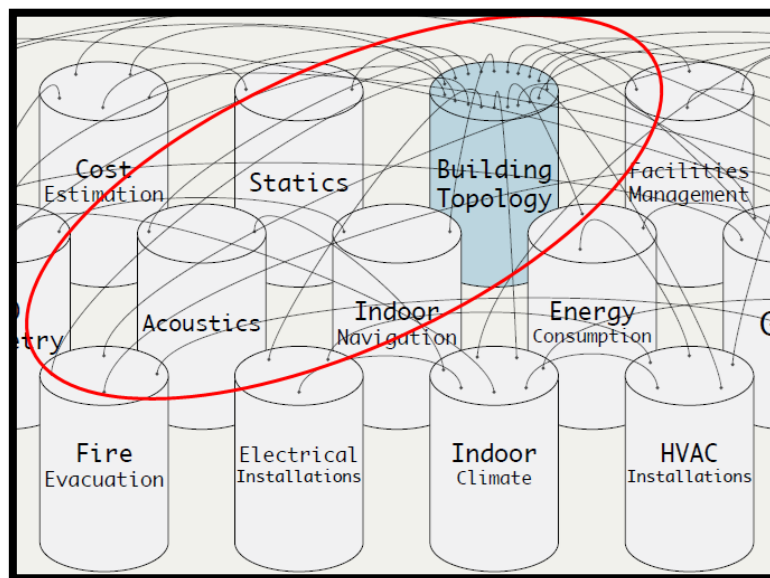 Cost
Estimation
Statics
Building
Topology
Facilities
Management
etry
Acoustics
Indoor
Navigation
Energy
Consumption
Fire
Evacuation
Electrical
Installations
Indoor
Climate
HVAC
Installations